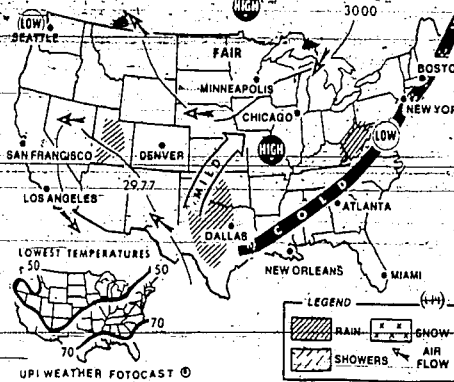 HIGH
3000
LOW
SEATTLE
FAIR
MINNEAPOLIS
BOSTON
NEW YORK
CHICAGO
HIGH
LOW
SAN FRANCISCO
DENVER
29.77
MILD
LOS ANGELES
COLD
ATLANTA
DALLAS
NEW ORLEANS
MIAMI
LOWEST TEMPERATURES
50
50
70
70
LEGEND
RAIN
SNOW
SHOWERS
AIR
FLOW
UPI WEATHER FOTOCAST ®